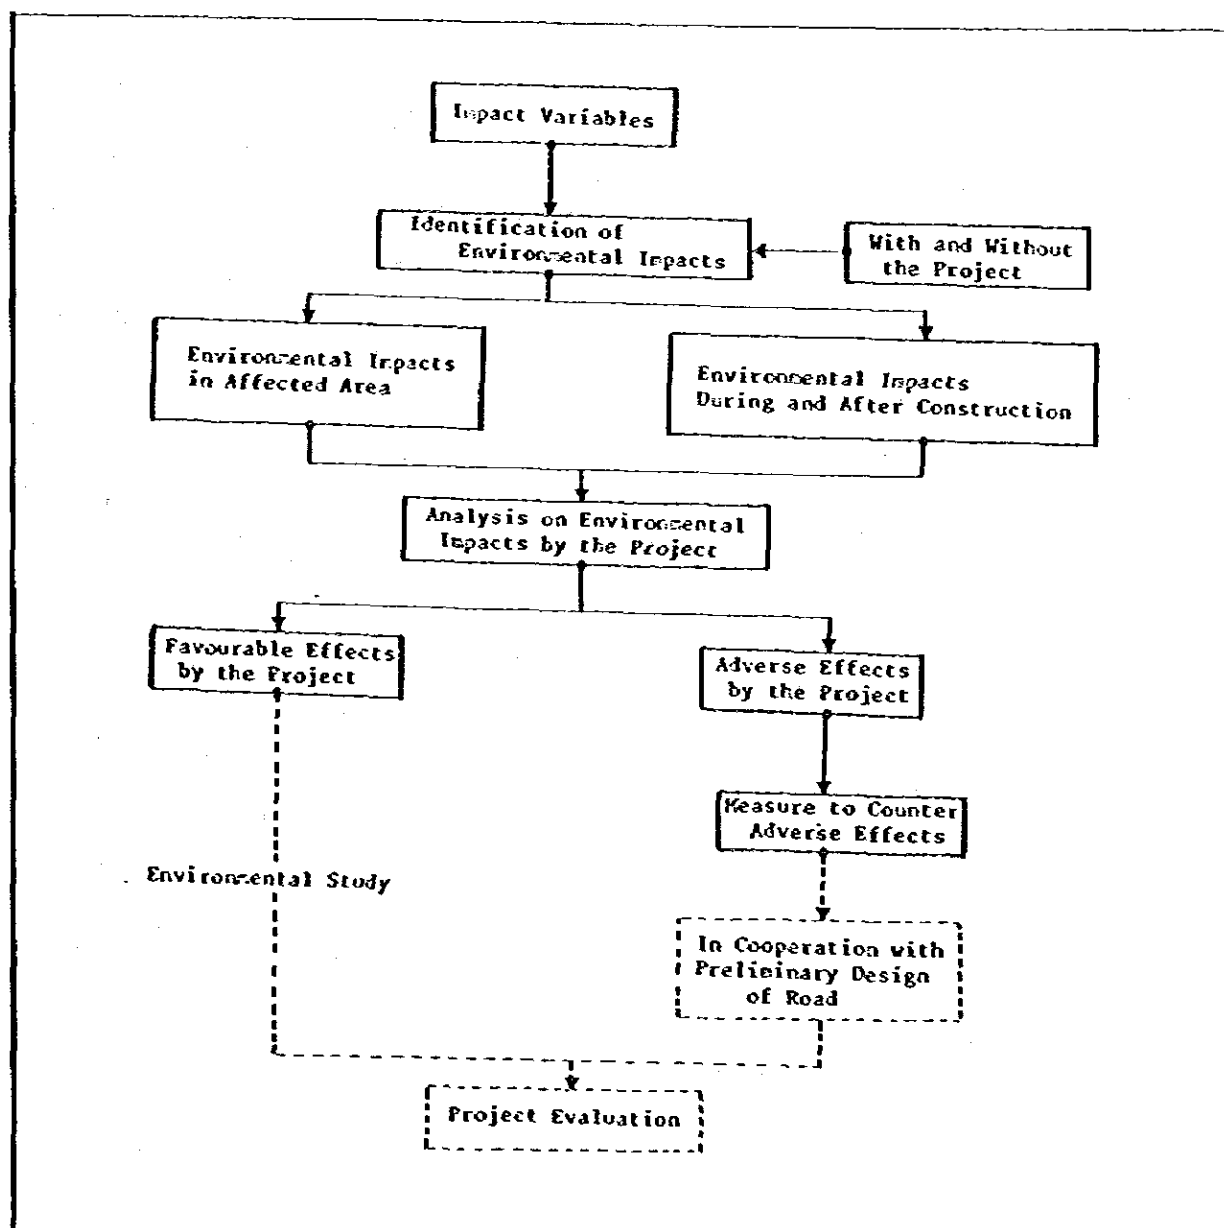 Impact Variables
Identification of
Environmental Impacts
With and Without
the Project
Environmental Impacts
in Affected Area
Environmental Impacts
During and After Construction
Analysis on Environmental
Impacts by the Project
Favourable Effects
by the Project
Adverse Effects
by the Project
Measure to Counter
Adverse Effects
Environmental Study
In Cooperation with
Preliminary Design
of Road
Project Evaluation